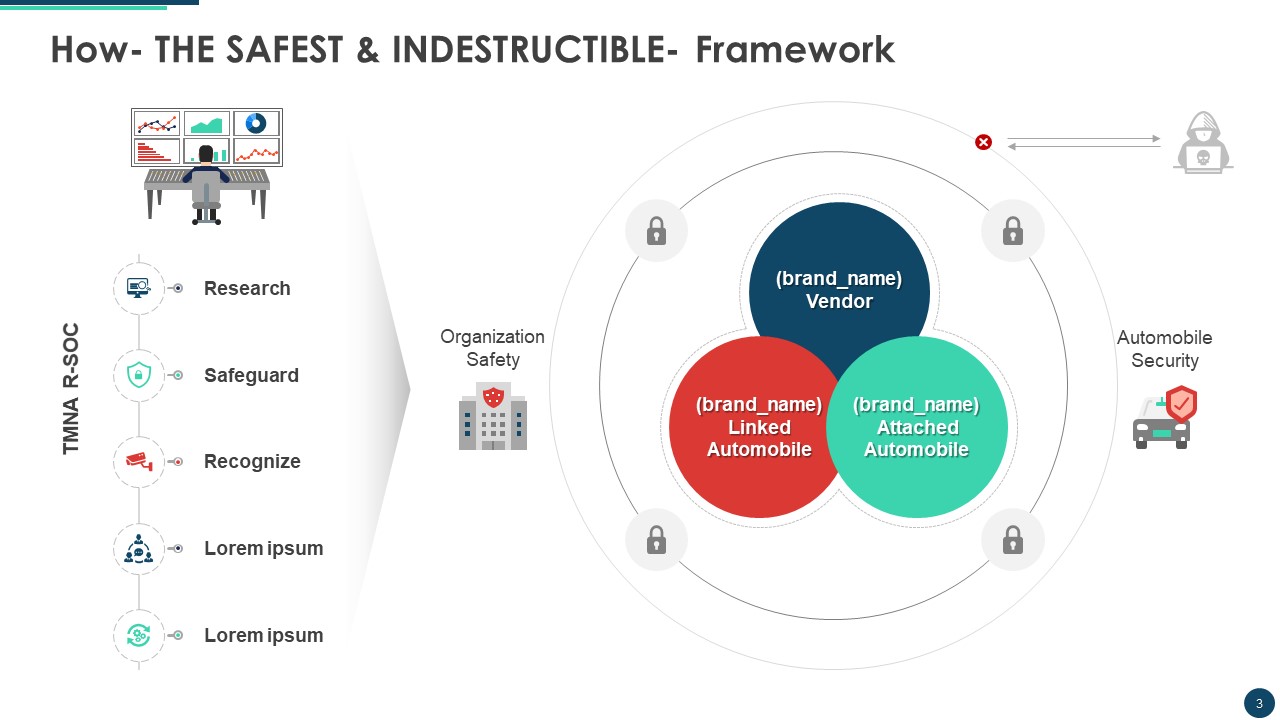 How- THE SAFEST & INDESTRUCTIBLE- Framework
TMNA R-SOC
Research
Safeguard
Recognize
Lorem ipsum
Lorem ipsum
Organization
Safety
(brand_name)
Vendor
(brand_name)
Linked
Automobile
(brand_name)
Attached
Automobile
Automobile
Security
3